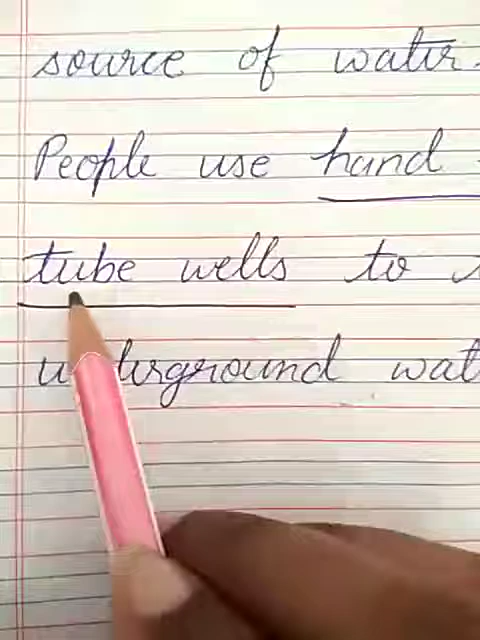 source of water.
People use hand
tube wells to
underground wat